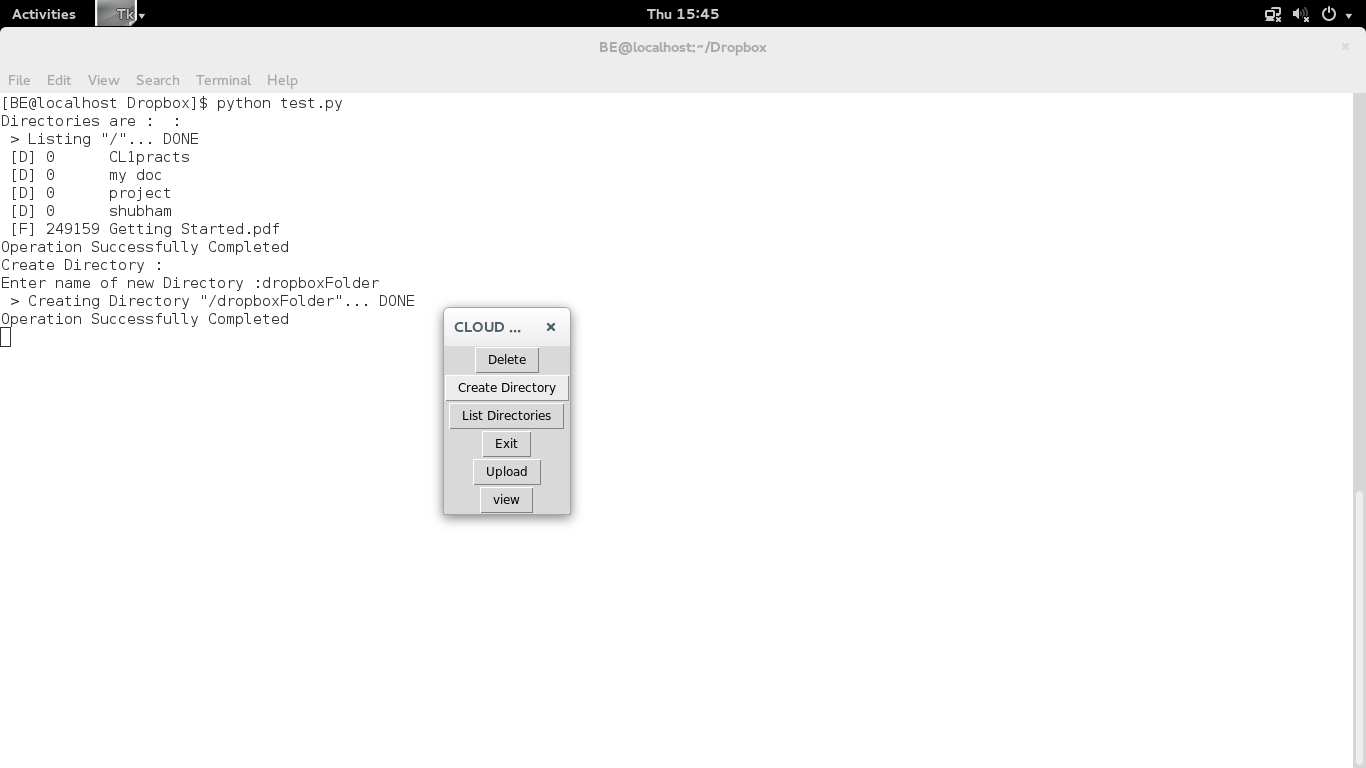 Activities Tk Thu 15:45
BE@localhost:~/Dropbox
File Edit View Search Terminal Help
[BE@localhost Dropbox]$ python test.py
Directories are :  :
 > Listing "/"... DONE
 [D] 0      CL1practs
 [D] 0      my doc
 [D] 0      project
 [D] 0      shubham
 [F] 249159 Getting Started.pdf
Operation Successfully Completed
Create Directory :
Enter name of new Directory :dropboxFolder
 > Creating Directory "/dropboxFolder"... DONE
Operation Successfully Completed
CLOUD ...
Delete
Create Directory
List Directories
Exit
Upload
view